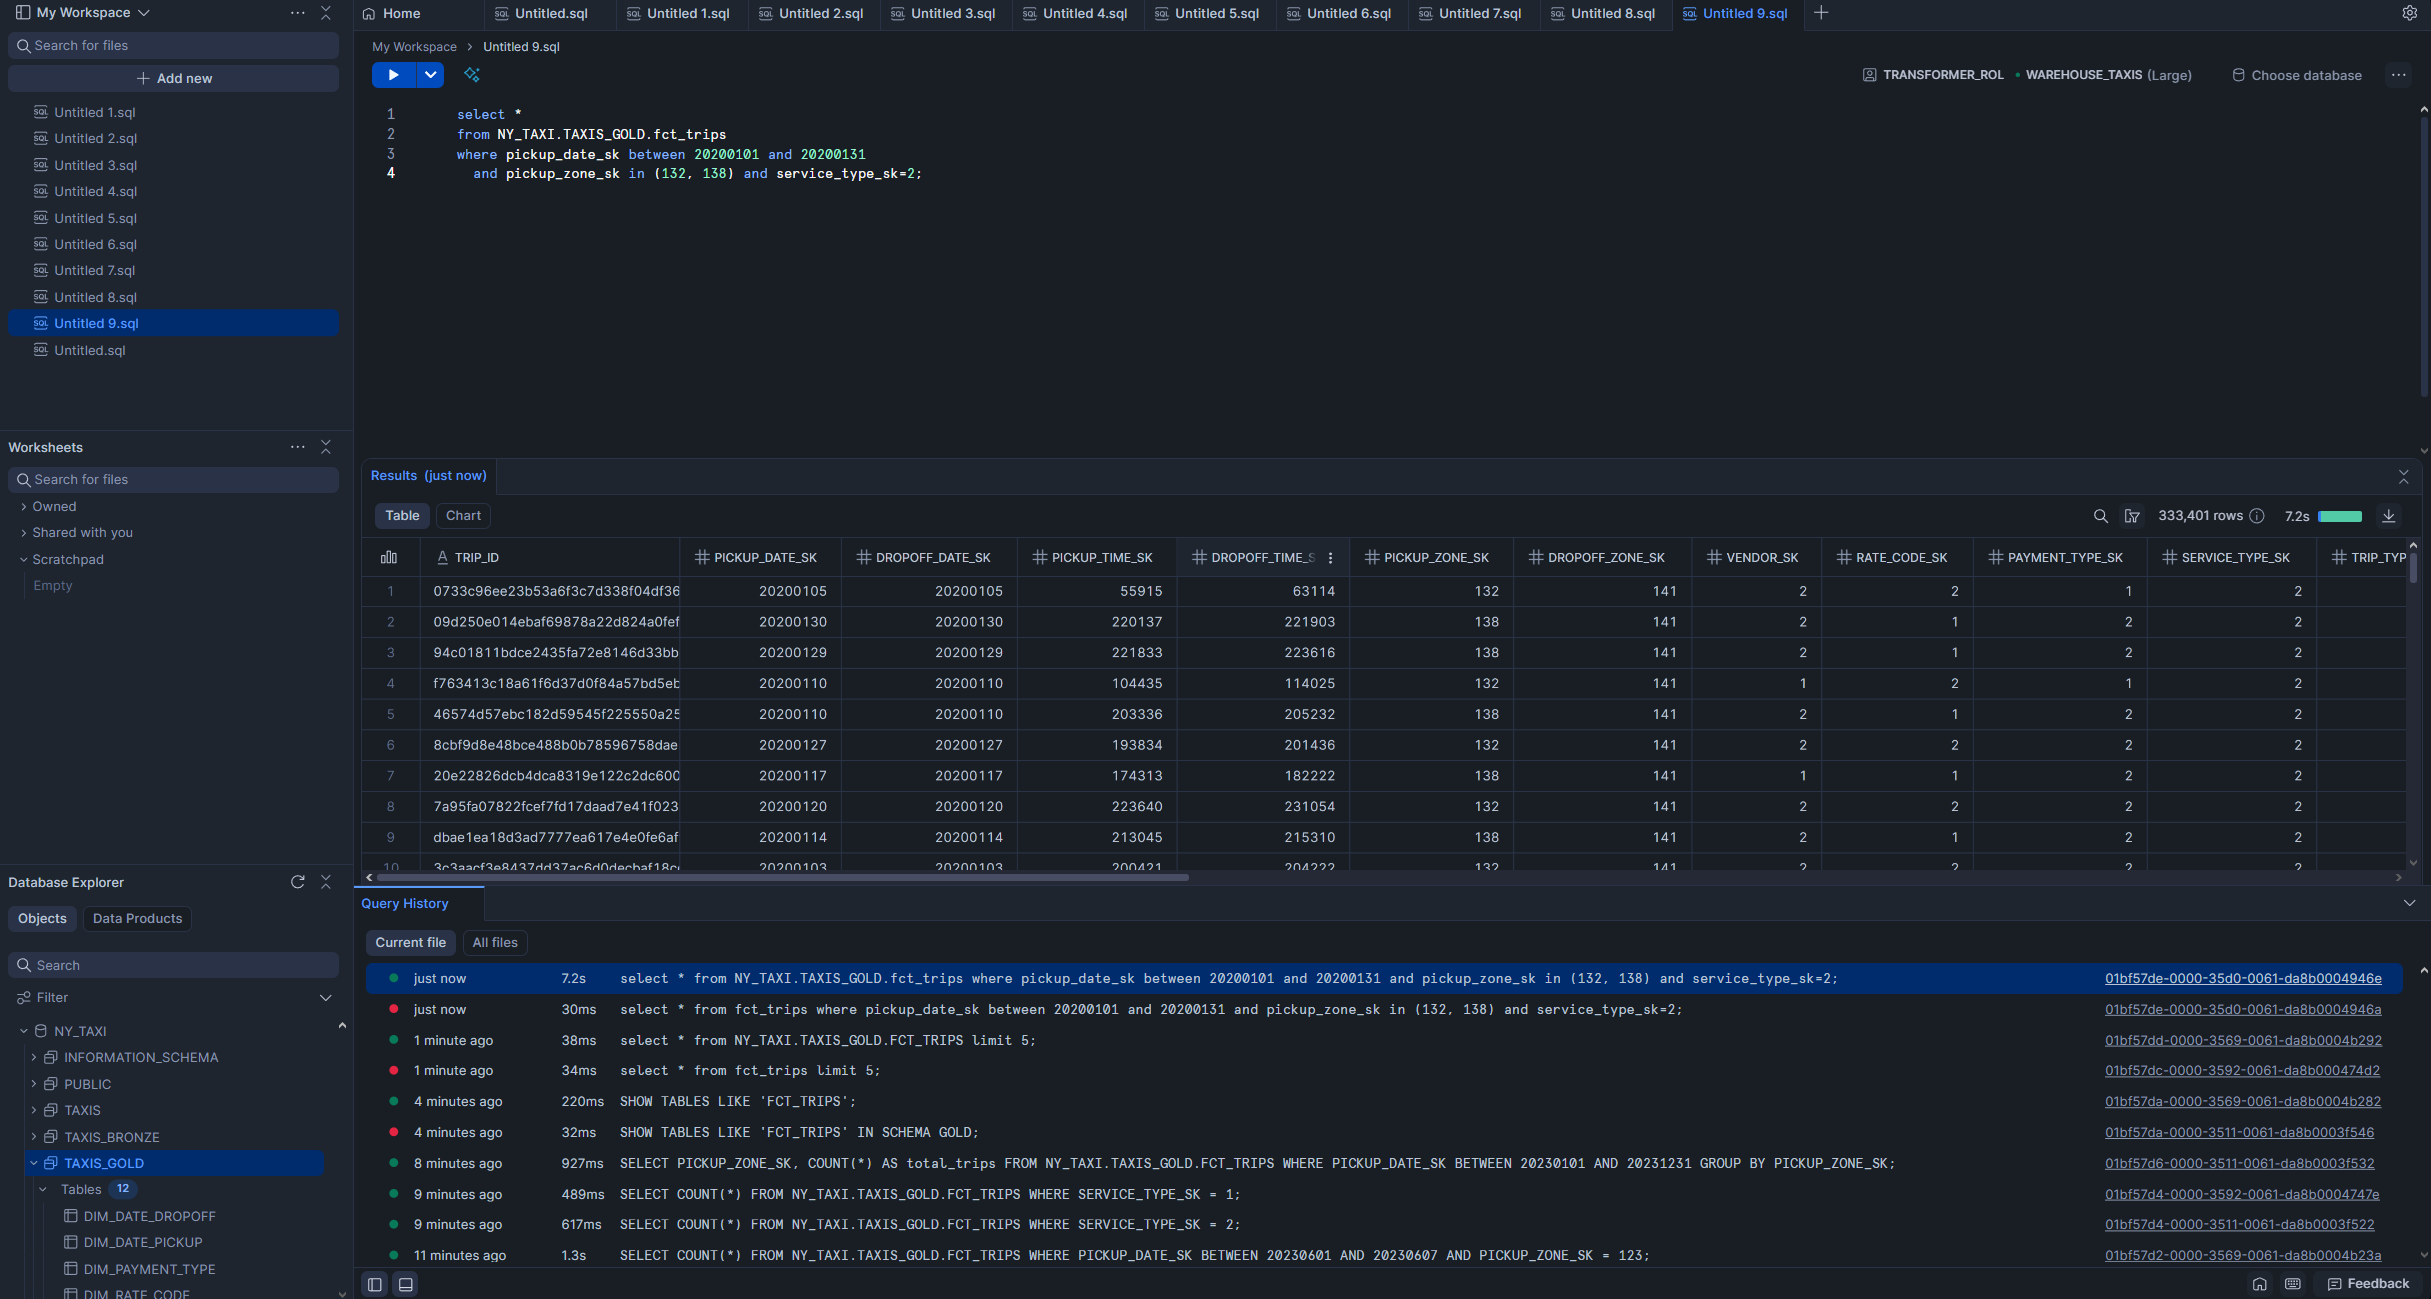 My Workspace
Search for files
Add new
Untitled 1.sql
Untitled 2.sql
Untitled 3.sql
Untitled 4.sql
Untitled 5.sql
Untitled 6.sql
Untitled 7.sql
Untitled 8.sql
Untitled 9.sql
Untitled.sql
Worksheets
Search for files
Owned
Shared with you
Scratchpad
Empty
Database Explorer
Objects Data Products
Search
Filter
NY_TAXI
INFORMATION_SCHEMA
PUBLIC
TAXIS
TAXIS_BRONZE
TAXIS_GOLD
Tables 12
DIM_DATE_DROPOFF
DIM_DATE_PICKUP
DIM_PAYMENT_TYPE
DIM_RATE_CODE
Home Untitled.sql Untitled 1.sql Untitled 2.sql Untitled 3.sql Untitled 4.sql Untitled 5.sql Untitled 6.sql Untitled 7.sql Untitled 8.sql Untitled 9.sql
My Workspace > Untitled 9.sql
TRANSFORMER_ROL WAREHOUSE_TAXIS (Large) Choose database
1 select *
2 from NY_TAXI.TAXIS_GOLD.fct_trips
3 where pickup_date_sk between 20200101 and 20200131
4 and pickup_zone_sk in (132, 138) and service_type_sk=2;
Results (just now)
Table Chart
333,401 rows 7.2s
TRIP_ID PICKUP_DATE_SK DROPOFF_DATE_SK PICKUP_TIME_SK DROPOFF_TIME_S PICKUP_ZONE_SK DROPOFF_ZONE_SK VENDOR_SK RATE_CODE_SK PAYMENT_TYPE_SK SERVICE_TYPE_SK TRIP_TYP
1 0733c96ee23b53a6f3c7d338f04df36 20200105 20200105 55915 63114 132 141 2 2 1 2
2 09d250e014ebaf69878a22d824a0fef 20200130 20200130 220137 221903 138 141 2 1 2 2
3 94c01811bdce2435fa72e8146d33bb 20200129 20200129 221833 223616 138 141 2 1 2 2
4 f763413c18a61f6d37d0f84a57bd5eb 20200110 20200110 104435 114025 132 141 1 2 1 2
5 46574d57ebc182d59545f225550a25 20200110 20200110 203336 205232 138 141 2 1 2 2
6 8cbf9d8e48bce488b0b78596758dae 20200127 20200127 193834 201436 132 141 2 2 2 2
7 20e22826dcb4dca8319e122c2dc600 20200117 20200117 174313 182222 138 141 1 1 2 2
8 7a95fa07822fcef7fd17daad7e41f023 20200120 20200120 223640 231054 132 141 2 2 2 2
9 dbae1ea18d3ad7777ea617e4e0fe6af 20200114 20200114 213045 215310 138 141 2 1 2 2
10 3c3aacf3e8437dd37ac6d0decbaf18c 20200103 20200103 200421 204222 132 141 2 2 2 2
Query History
Current file All files
just now 7.2s select * from NY_TAXI.TAXIS_GOLD.fct_trips where pickup_date_sk between 20200101 and 20200131 and pickup_zone_sk in (132, 138) and service_type_sk=2; 01bf57de-0000-35d0-0061-da8b0004946e
just now 30ms select * from fct_trips where pickup_date_sk between 20200101 and 20200131 and pickup_zone_sk in (132, 138) and service_type_sk=2; 01bf57de-0000-35d0-0061-da8b0004946a
1 minute ago 38ms select * from NY_TAXI.TAXIS_GOLD.FCT_TRIPS limit 5; 01bf57dd-0000-3569-0061-da8b0004b292
1 minute ago 34ms select * from fct_trips limit 5; 01bf57dc-0000-3592-0061-da8b000474d2
4 minutes ago 220ms SHOW TABLES LIKE 'FCT_TRIPS'; 01bf57da-0000-3569-0061-da8b0004b282
4 minutes ago 32ms SHOW TABLES LIKE 'FCT_TRIPS' IN SCHEMA GOLD; 01bf57da-0000-3511-0061-da8b0003f546
8 minutes ago 927ms SELECT PICKUP_ZONE_SK, COUNT(*) AS total_trips FROM NY_TAXI.TAXIS_GOLD.FCT_TRIPS WHERE PICKUP_DATE_SK BETWEEN 20230101 AND 20231231 GROUP BY PICKUP_ZONE_SK; 01bf57d6-0000-3511-0061-da8b0003f532
9 minutes ago 489ms SELECT COUNT(*) FROM NY_TAXI.TAXIS_GOLD.FCT_TRIPS WHERE SERVICE_TYPE_SK = 1; 01bf57d4-0000-3592-0061-da8b0004747e
9 minutes ago 617ms SELECT COUNT(*) FROM NY_TAXI.TAXIS_GOLD.FCT_TRIPS WHERE SERVICE_TYPE_SK = 2; 01bf57d4-0000-3511-0061-da8b0003f522
11 minutes ago 1.3s SELECT COUNT(*) FROM NY_TAXI.TAXIS_GOLD.FCT_TRIPS WHERE PICKUP_DATE_SK BETWEEN 20230601 AND 20230607 AND PICKUP_ZONE_SK = 123; 01bf57d2-0000-3569-0061-da8b0004b23a
Feedback